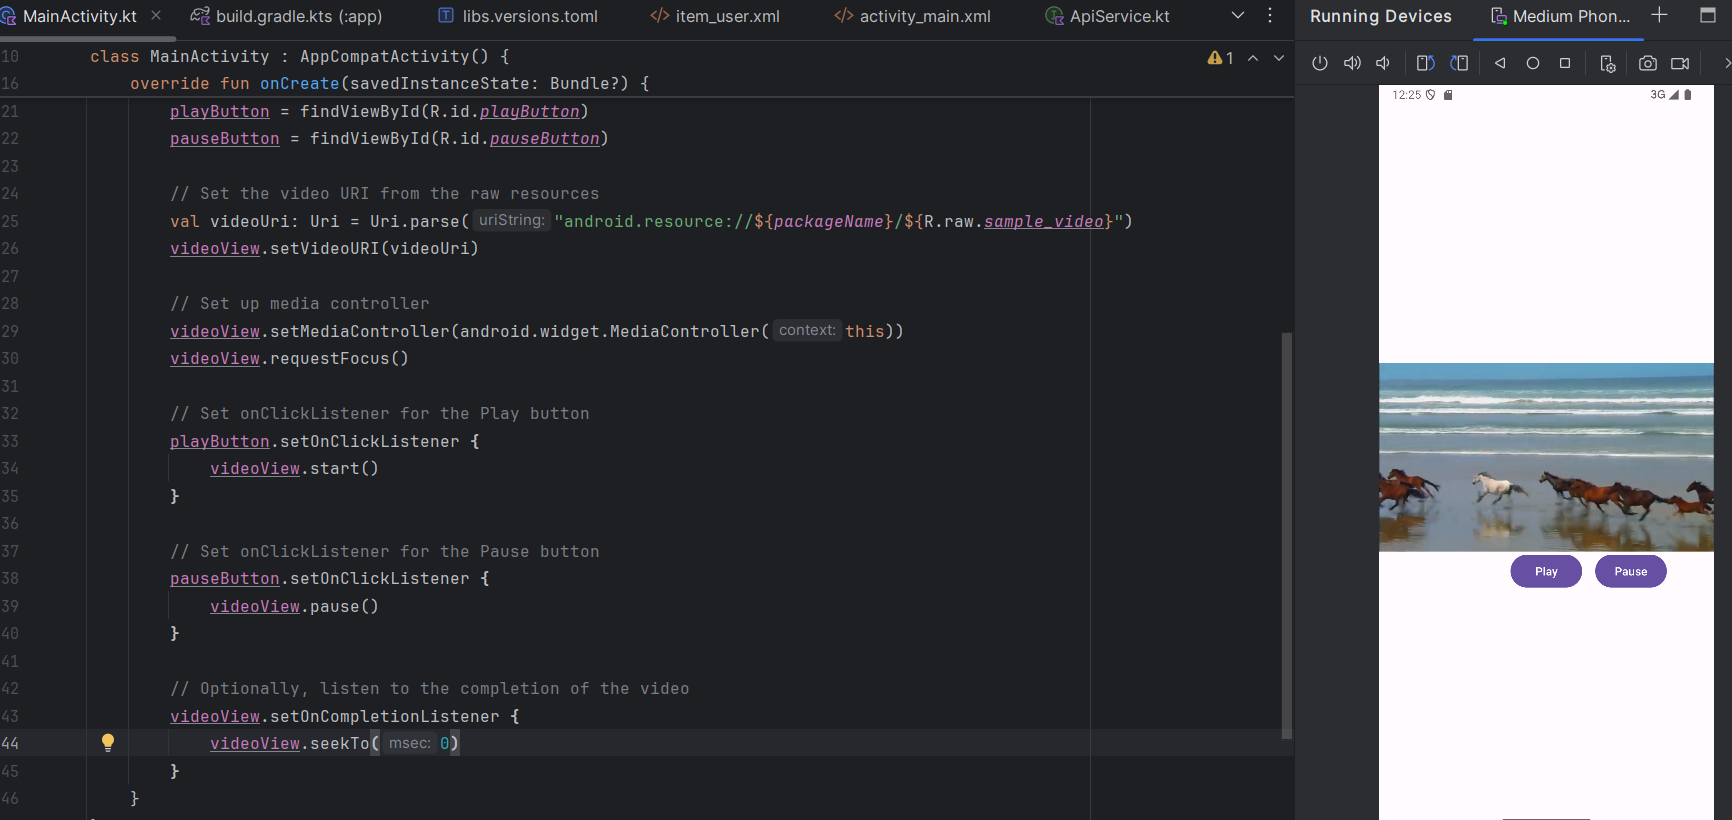 MainActivity.kt build.gradle.kts (:app) libs.versions.toml item_user.xml activity_main.xml ApiService.kt
Running Devices Medium Phon...
10 class MainActivity : AppCompatActivity() {
1
16 override fun onCreate(savedInstanceState: Bundle?) {
21 playButton = findViewById(R.id.playButton)
22 pauseButton = findViewById(R.id.pauseButton)
23
24 // Set the video URI from the raw resources
25 val videoUri: Uri = Uri.parse( uriString: "android.resource://${packageName}/${R.raw.sample_video}")
26 videoView.setVideoURI(videoUri)
27
28 // Set up media controller
29 videoView.setMediaController(android.widget.MediaController( context: this))
30 videoView.requestFocus()
31
32 // Set onClickListener for the Play button
33 playButton.setOnClickListener {
34 videoView.start()
35 }
36
37 // Set onClickListener for the Pause button
38 pauseButton.setOnClickListener {
39 videoView.pause()
40 }
41
42 // Optionally, listen to the completion of the video
43 videoView.setOnCompletionListener {
44 videoView.seekTo( msec: 0)
45 }
46 }
12:25 3G
Play Pause